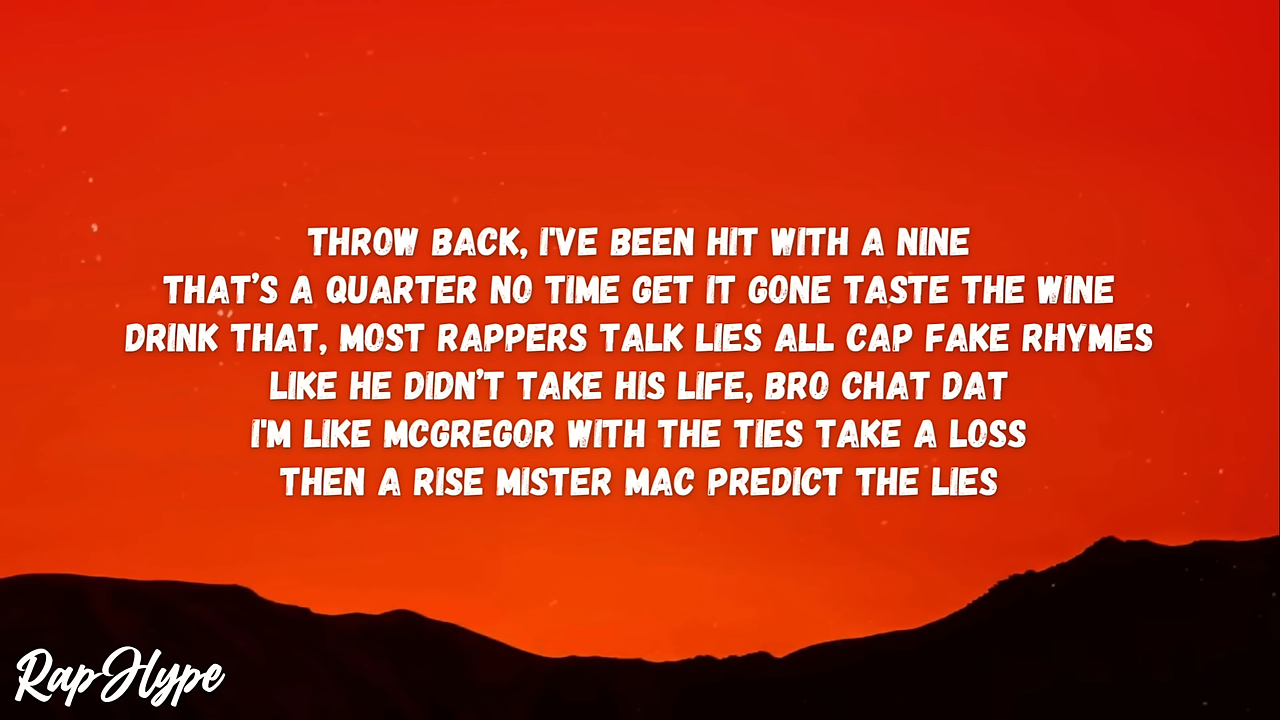 THROW BACK, I'VE BEEN HIT WITH A NINE
THAT’S A QUARTER NO TIME GET IT GONE TASTE THE WINE
DRINK THAT, MOST RAPPERS TALK LIES ALL CAP FAKE RHYMES
LIKE HE DIDN’T TAKE HIS LIFE, BRO CHAT DAT
I'M LIKE MCGREGOR WITH THE TIES TAKE A LOSS
THEN A RISE MISTER MAC PREDICT THE LIES
RapHype